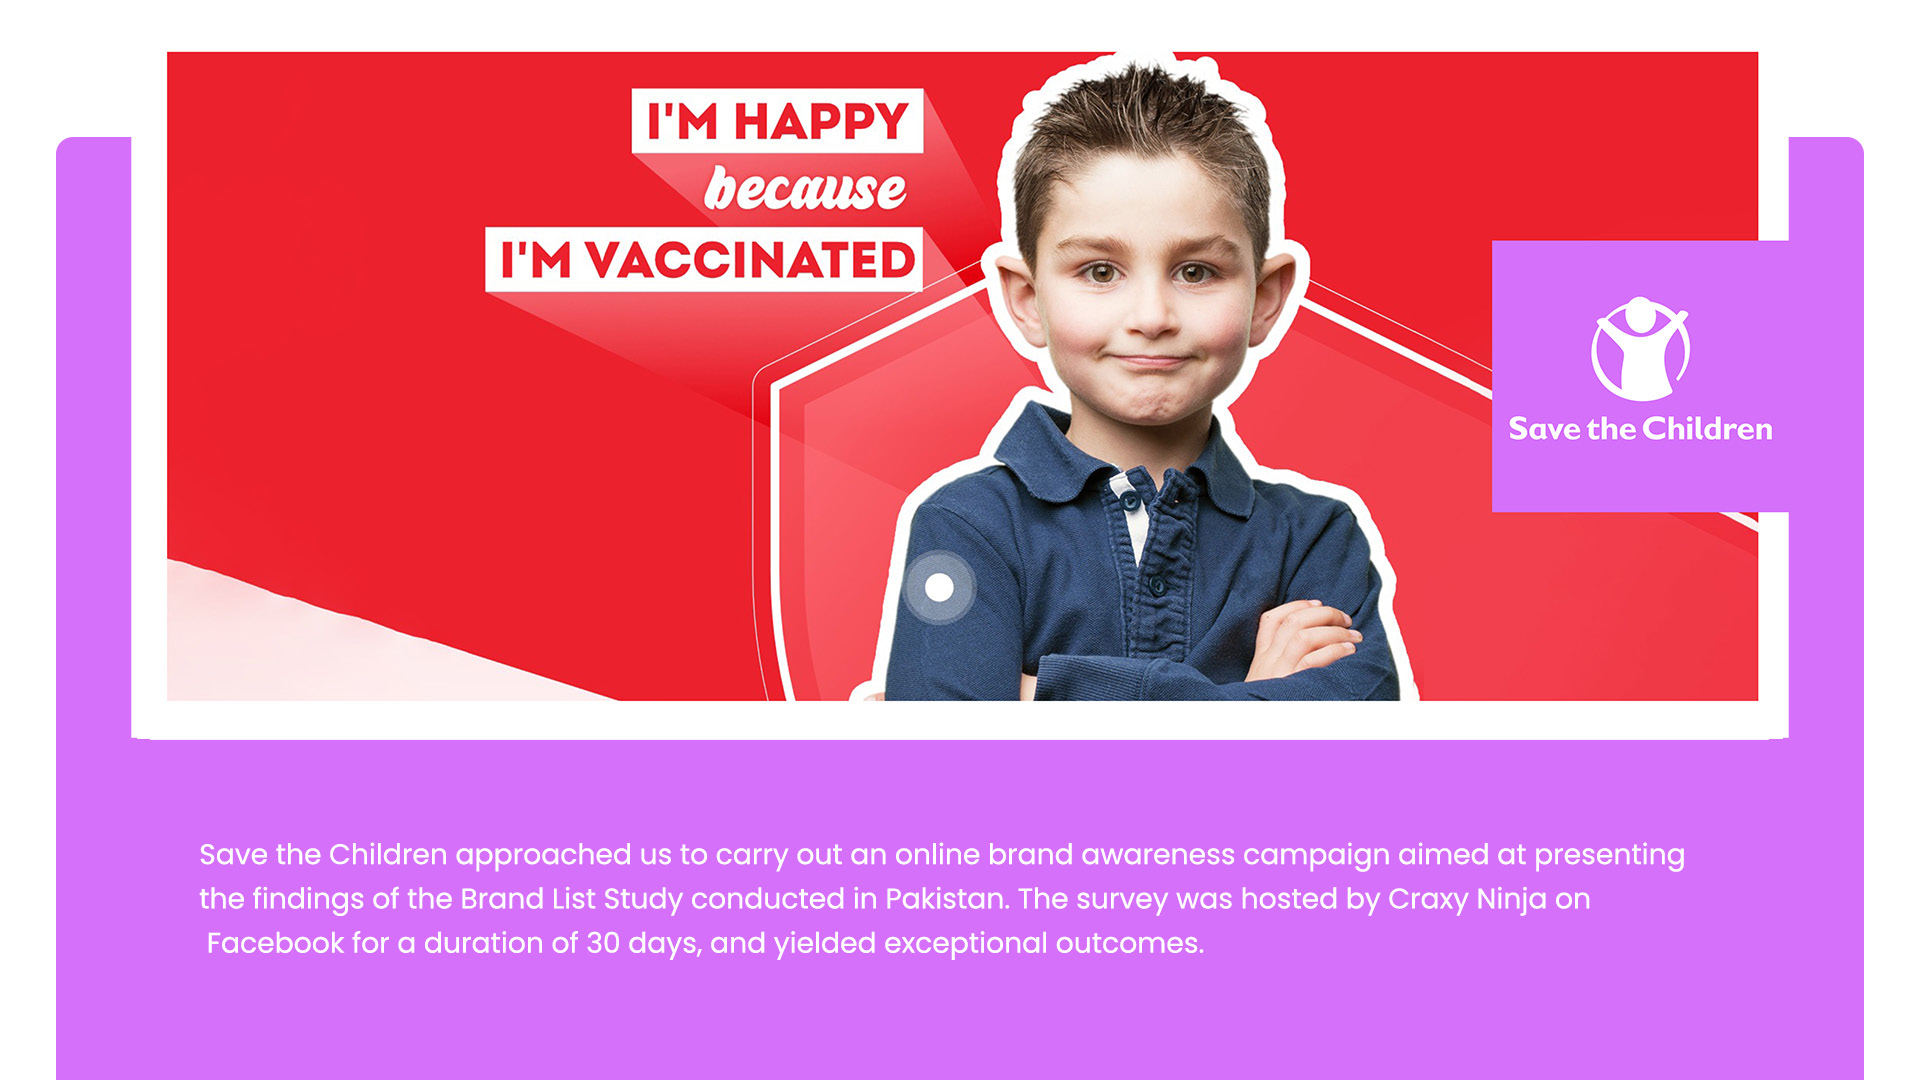 I'M HAPPY
because
I'M VACCINATED
Save the Children
Save the Children approached us to carry out an online brand awareness campaign aimed at presenting
the findings of the Brand List Study conducted in Pakistan. The survey was hosted by Craxy Ninja on
Facebook for a duration of 30 days, and yielded exceptional outcomes.